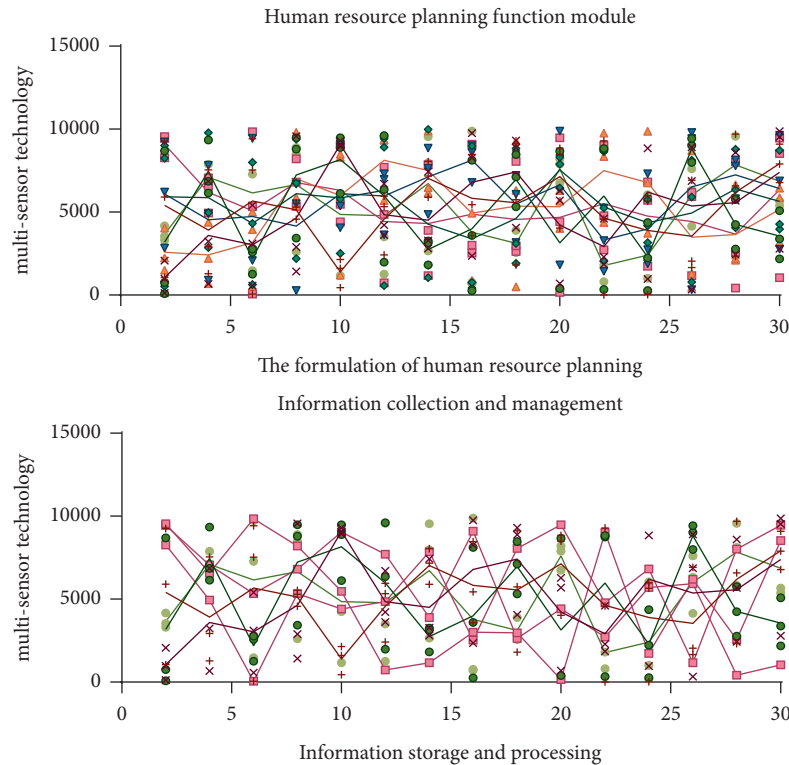 Human resource planning function module
15000
10000
5000
0
multi-sensor technology
0 5 10 15 20 25 30
The formulation of human resource planning
Information collection and management
15000
10000
5000
0
multi-sensor technology
0 5 10 15 20 25 30
Information storage and processing